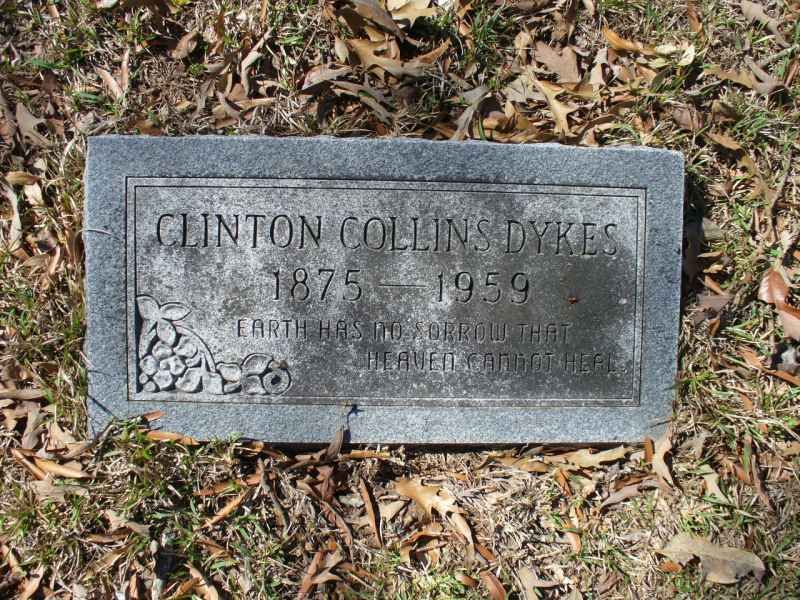 CLINTON COLLINS DYKES
1875 — 1959
EARTH HAS NO SORROW THAT
HEAVEN CANNOT HEAL